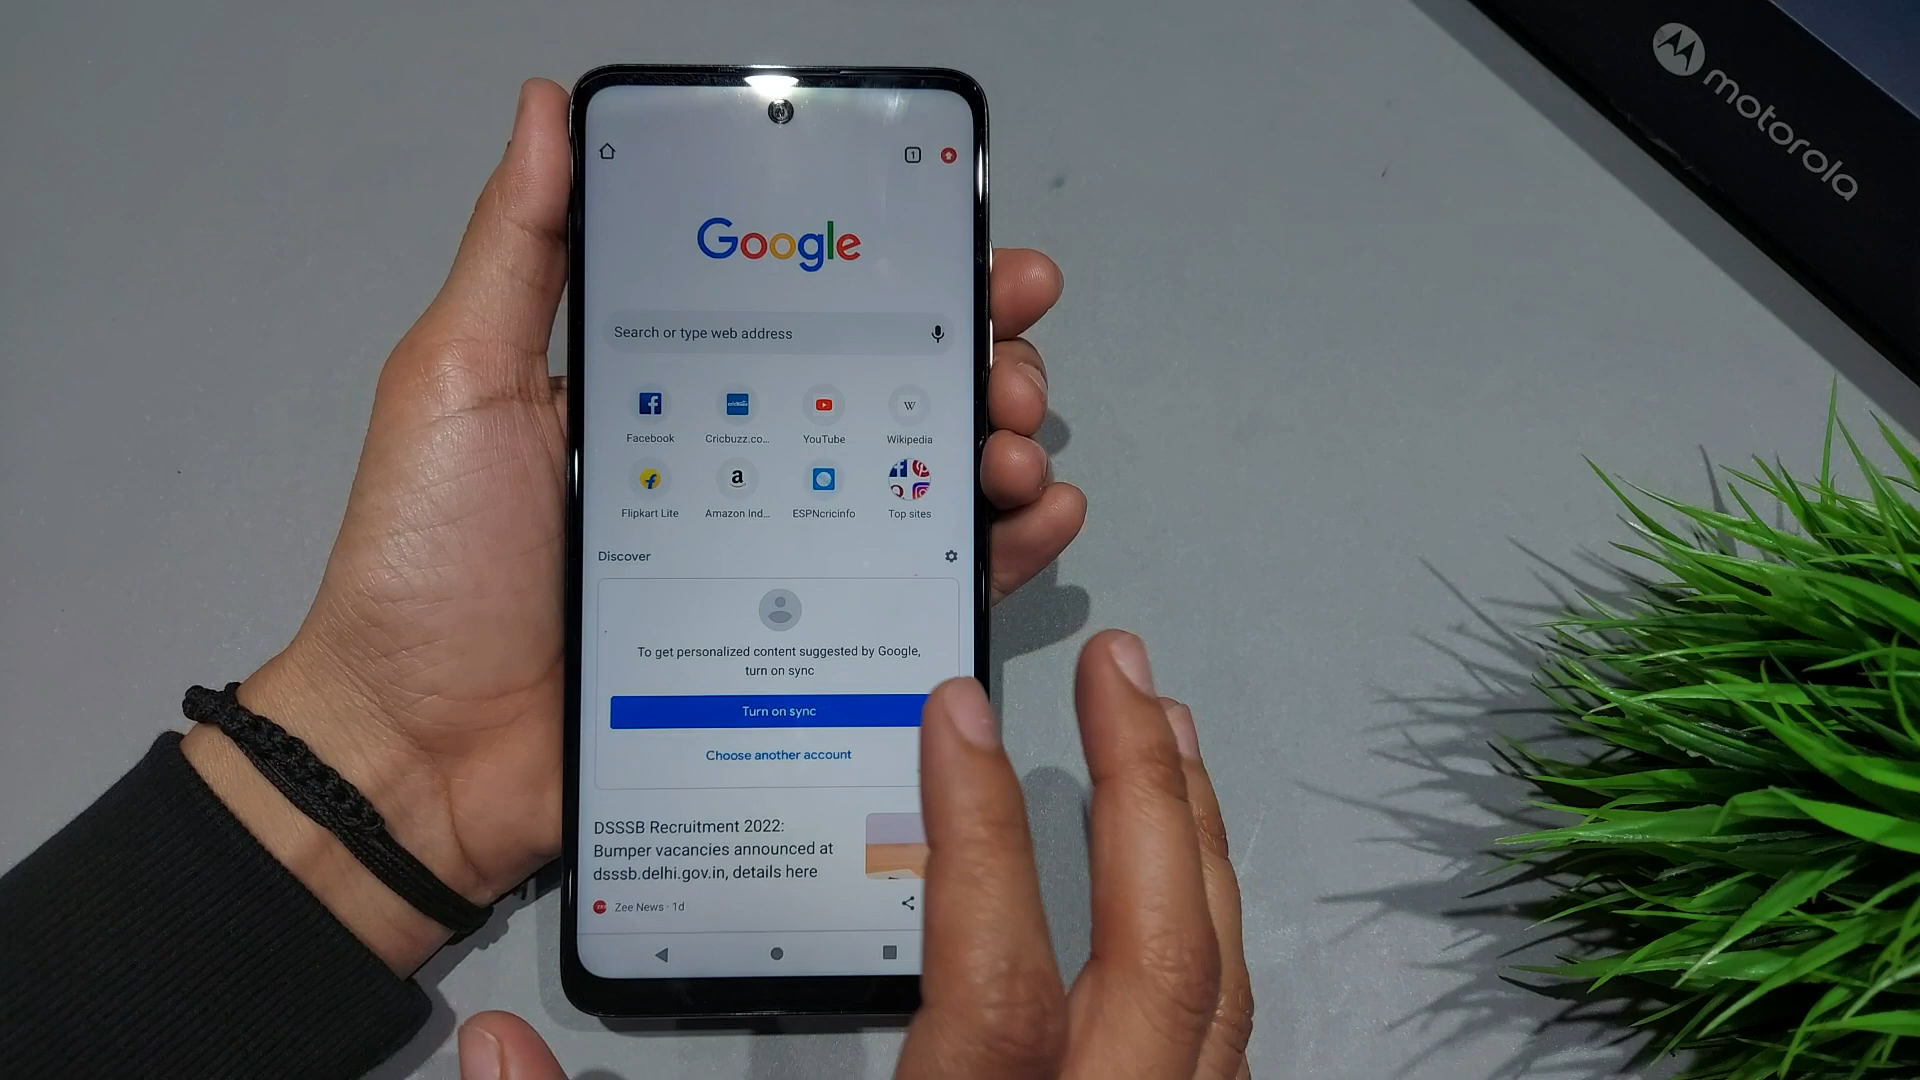 motorola
1
Google
Search or type web address
Facebook
Cricbuzz.co...
YouTube
Wikipedia
Flipkart Lite
Amazon Ind...
ESPNcricinfo
Top sites
Discover
To get personalized content suggested by Google,
turn on sync
Turn on sync
Choose another account
DSSSB Recruitment 2022:
Bumper vacancies announced at
dsssb.delhi.gov.in, details here
Zee News · 1d